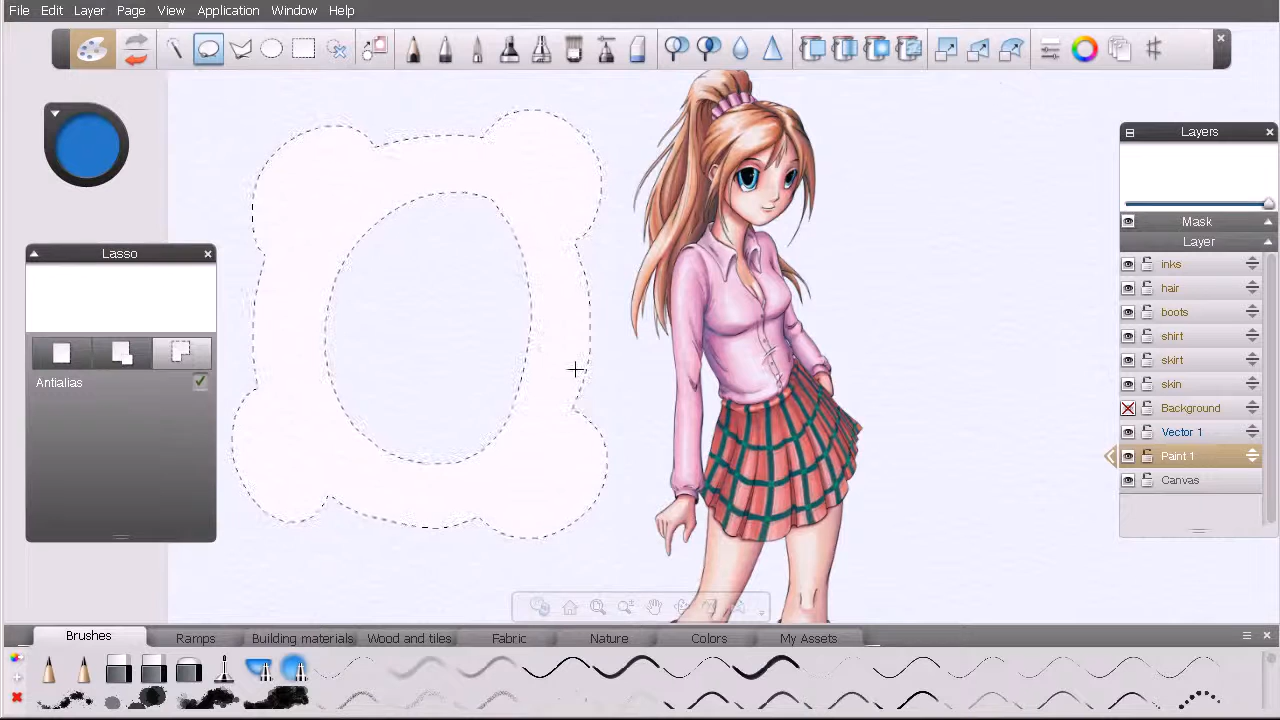 File Edit Layer Page View Application Window Help
Layers
Mask
Layer
inks
hair
boots
shirt
skirt
skin
Background
Vector 1
Paint 1
Canvas
Lasso
Antialias
Brushes Ramps Building materials Wood and tiles Fabric Nature Colors My Assets